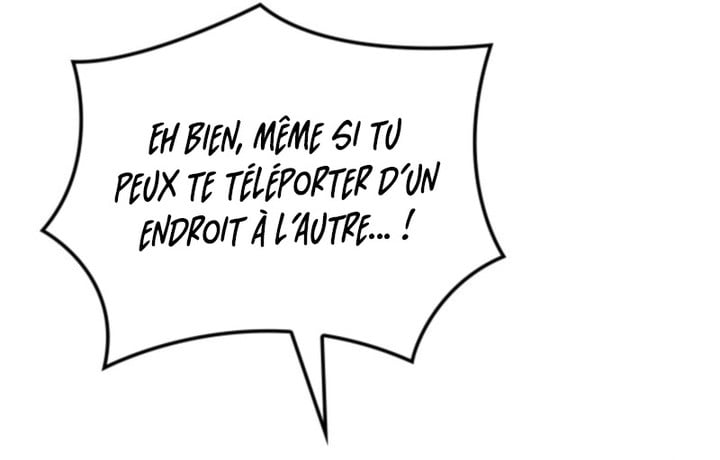 EH BIEN, MÊME SI TU
PEUX TE TÉLÉPORTER D'UN
ENDROIT À L'AUTRE... !